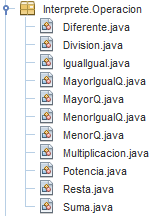 Interprete.Operacion
Diferente.java
Division.java
IgualIgual.java
MayorIgualQ.java
MayorQ.java
MenorIgualQ.java
MenorQ.java
Multiplicacion.java
Potencia.java
Resta.java
Suma.java